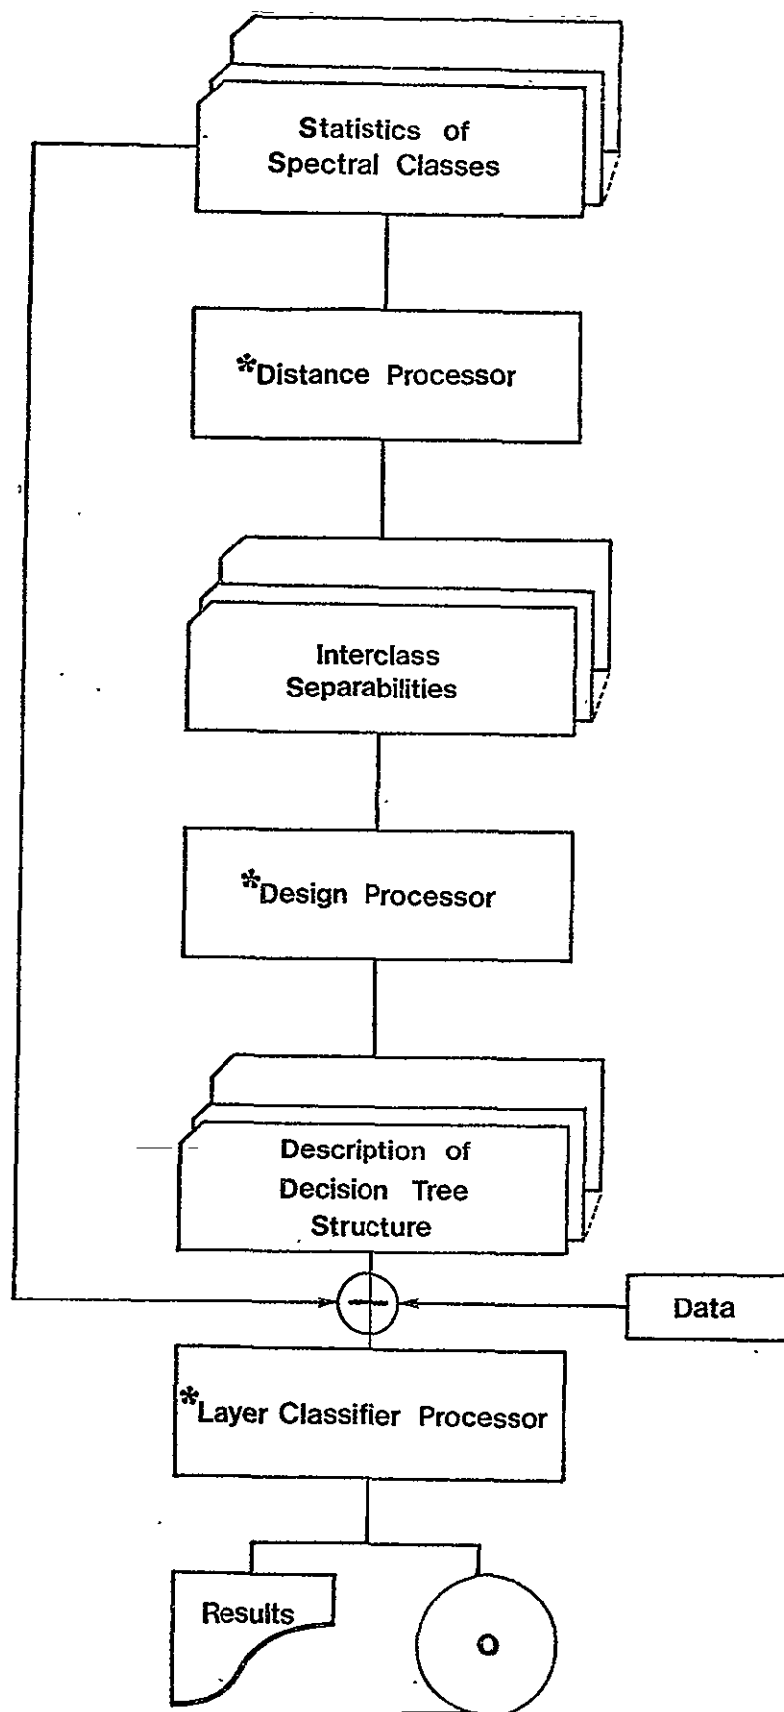 Statistics of
Spectral Classes
*Distance Processor
Interclass
Separabilities
*Design Processor
Description of
Decision Tree
Structure
Data
*Layer Classifier Processor
Results